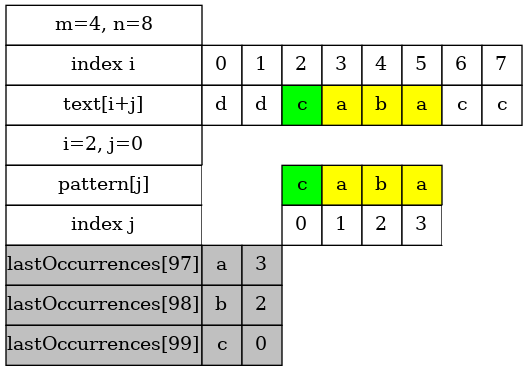 m=4, n=8
index i 0 1 2 3 4 5 6 7
text[i+j] d d c a b a c c
i=2, j=0
pattern[j] c a b a
index j 0 1 2 3
lastOccurrences[97] a 3
lastOccurrences[98] b 2
lastOccurrences[99] c 0